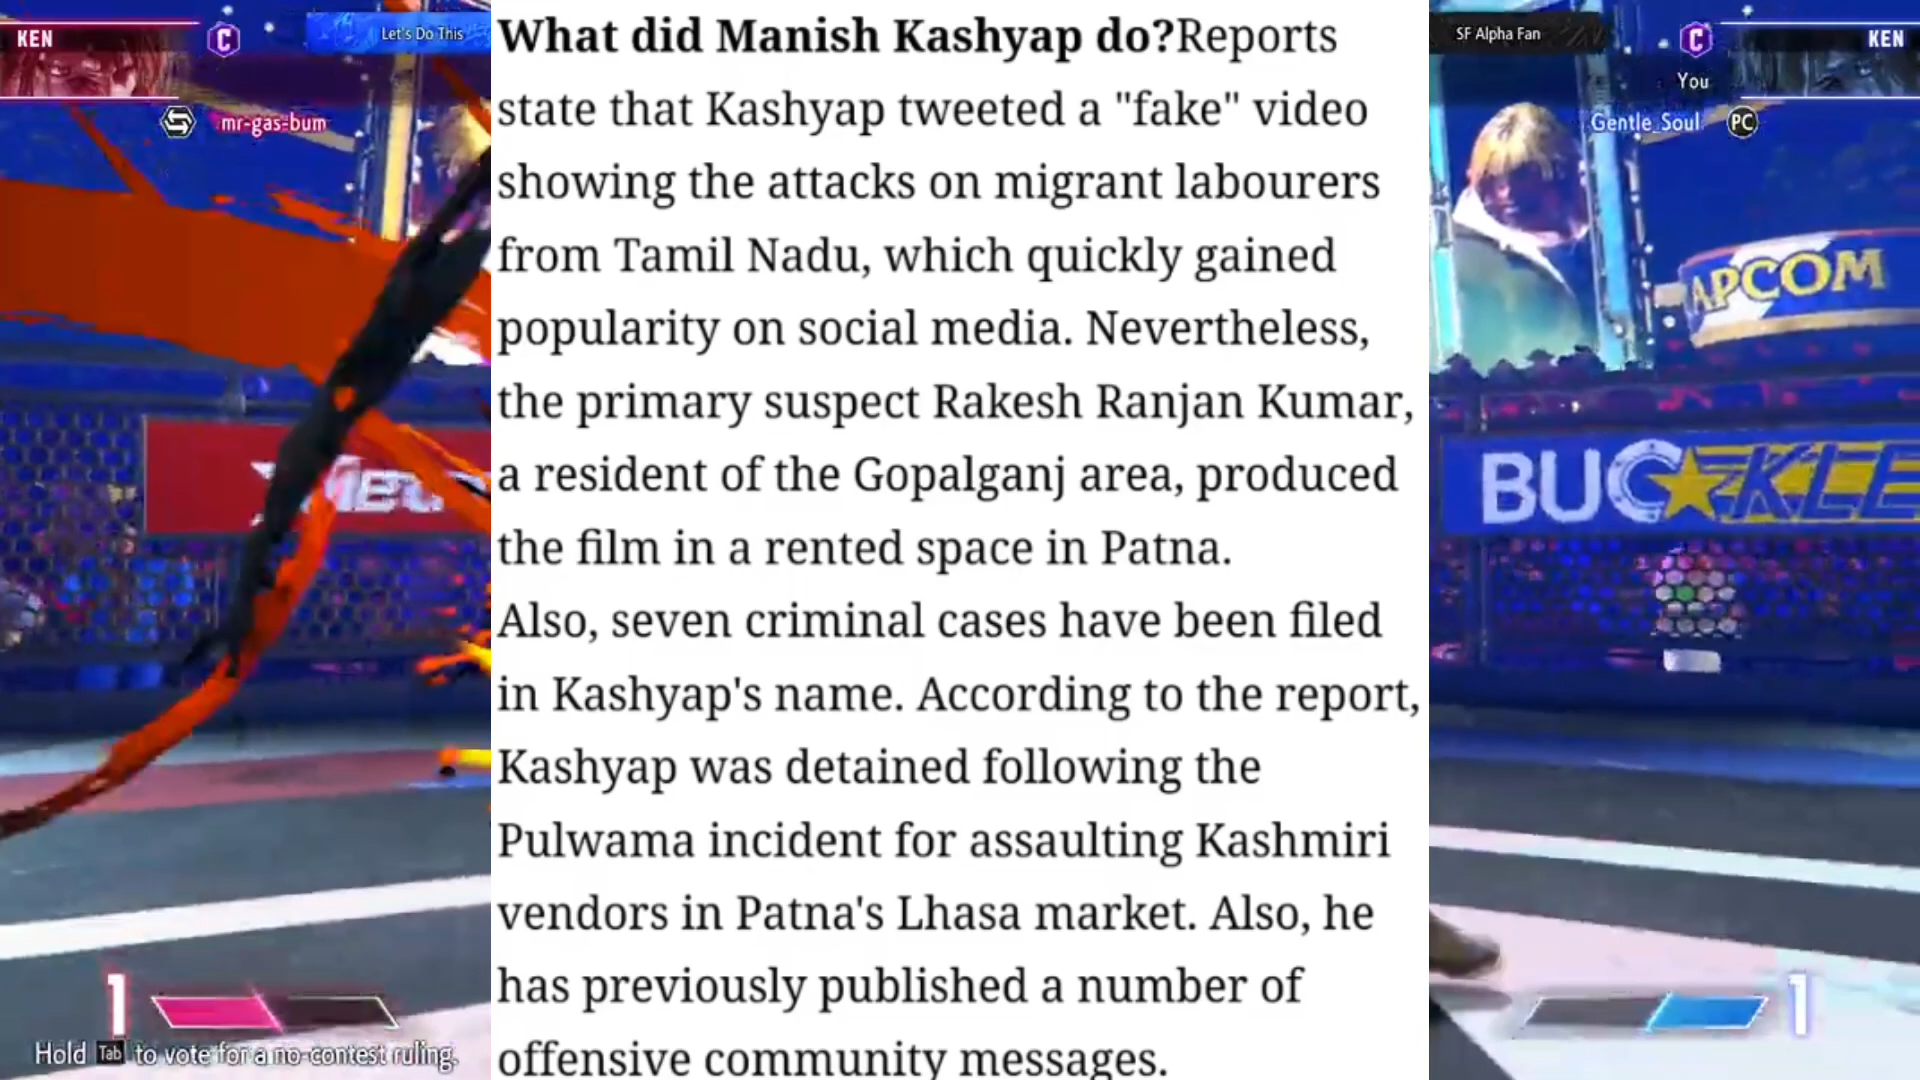 KEN
C
Let's Do This
mr-gas-bum
What did Manish Kashyap do?Reports
state that Kashyap tweeted a "fake" video
showing the attacks on migrant labourers
from Tamil Nadu, which quickly gained
popularity on social media. Nevertheless,
the primary suspect Rakesh Ranjan Kumar,
a resident of the Gopalganj area, produced
the film in a rented space in Patna.
Also, seven criminal cases have been filed
in Kashyap's name. According to the report,
Kashyap was detained following the
Pulwama incident for assaulting Kashmiri
vendors in Patna's Lhasa market. Also, he
has previously published a number of
offensive community messages.
1
Hold Tab to vote for a no-contest ruling.
SF Alpha Fan
C
KEN
You
Gentle_Soul PC
APCOM
BUCKLE
1